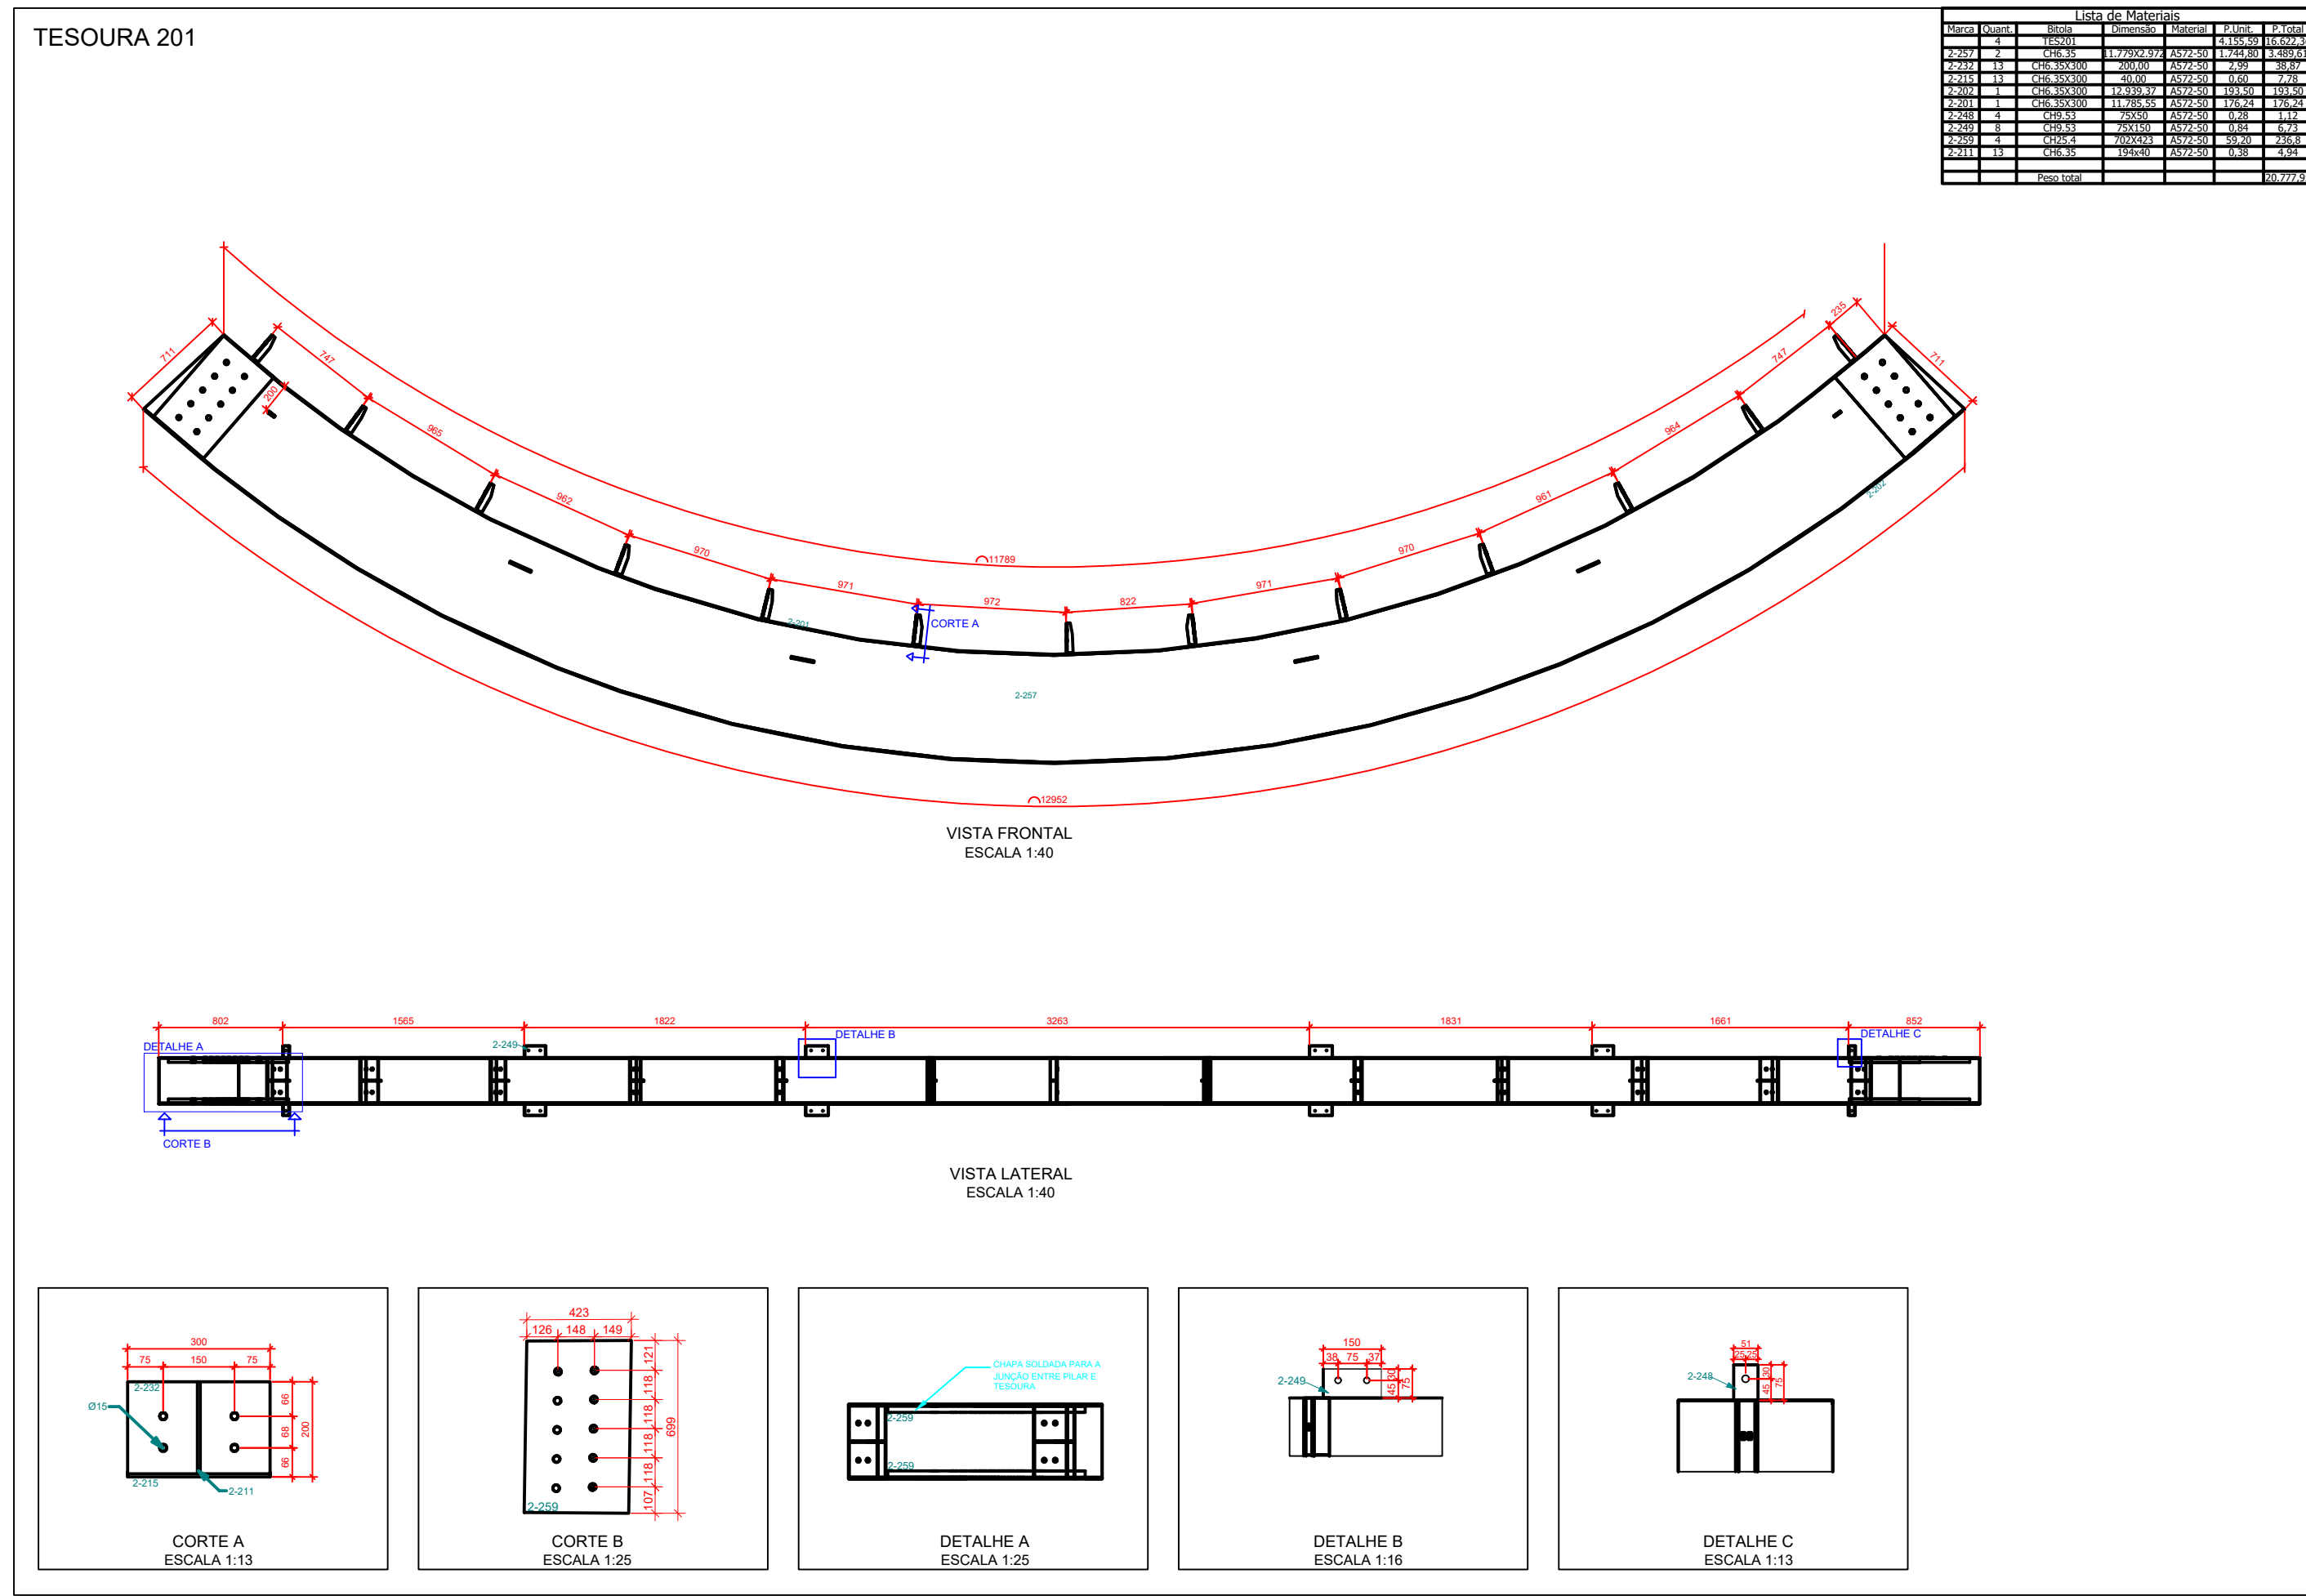 TESOURA 201
Lista de Materiais
Marca Quant. Bitola Dimensão Material P.Unit. P.Total
4 TES201 4.155,59
2-257 2 CH6.35 11.779X2.972 A572-50 1.744,80 3.489,61
2-232 13 CH6.35X300 200,00 A572-50 2,99 38,87
2-215 13 CH6.35X300 40,00 A572-50 0,60 7,78
2-202 1 CH6.35X300 12.939,37 A572-50 193,50 193,50
2-201 1 CH6.35X300 11.785,55 A572-50 176,24 176,24
2-248 4 CH9.53 75X50 A572-50 0,28 1,12
2-249 8 CH9.53 75X150 A572-50 0,84 6,73
2-259 4 CH25.4 702X423 A572-50 59,20 236,8
2-211 13 CH6.35 194x40 A572-50 0,38 4,94
Peso total
711
747
200
965
962
970
971
972
822
971
970
961
964
747
235
711
11789
CORTE A
2-201
2-202
2-257
12952
VISTA FRONTAL
ESCALA 1:40
802 1565 1822 3263 1831 1661 852
DETALHE A
2-249
DETALHE B
DETALHE C
CORTE B
VISTA LATERAL
ESCALA 1:40
300
75 150 75
2-232
Ø15
66
68
66
200
2-215
2-211
CORTE A
ESCALA 1:13
423
126 148 149
121
118
118
118
118
107
699
2-259
CORTE B
ESCALA 1:25
CHAPA SOLDADA PARA A
JUNÇÃO ENTRE PILAR E
TESOURA
2-259
2-259
DETALHE A
ESCALA 1:25
150
38 75 37
2-249
30
45
75
DETALHE B
ESCALA 1:16
51
25 25
2-248
30
45
75
DETALHE C
ESCALA 1:13